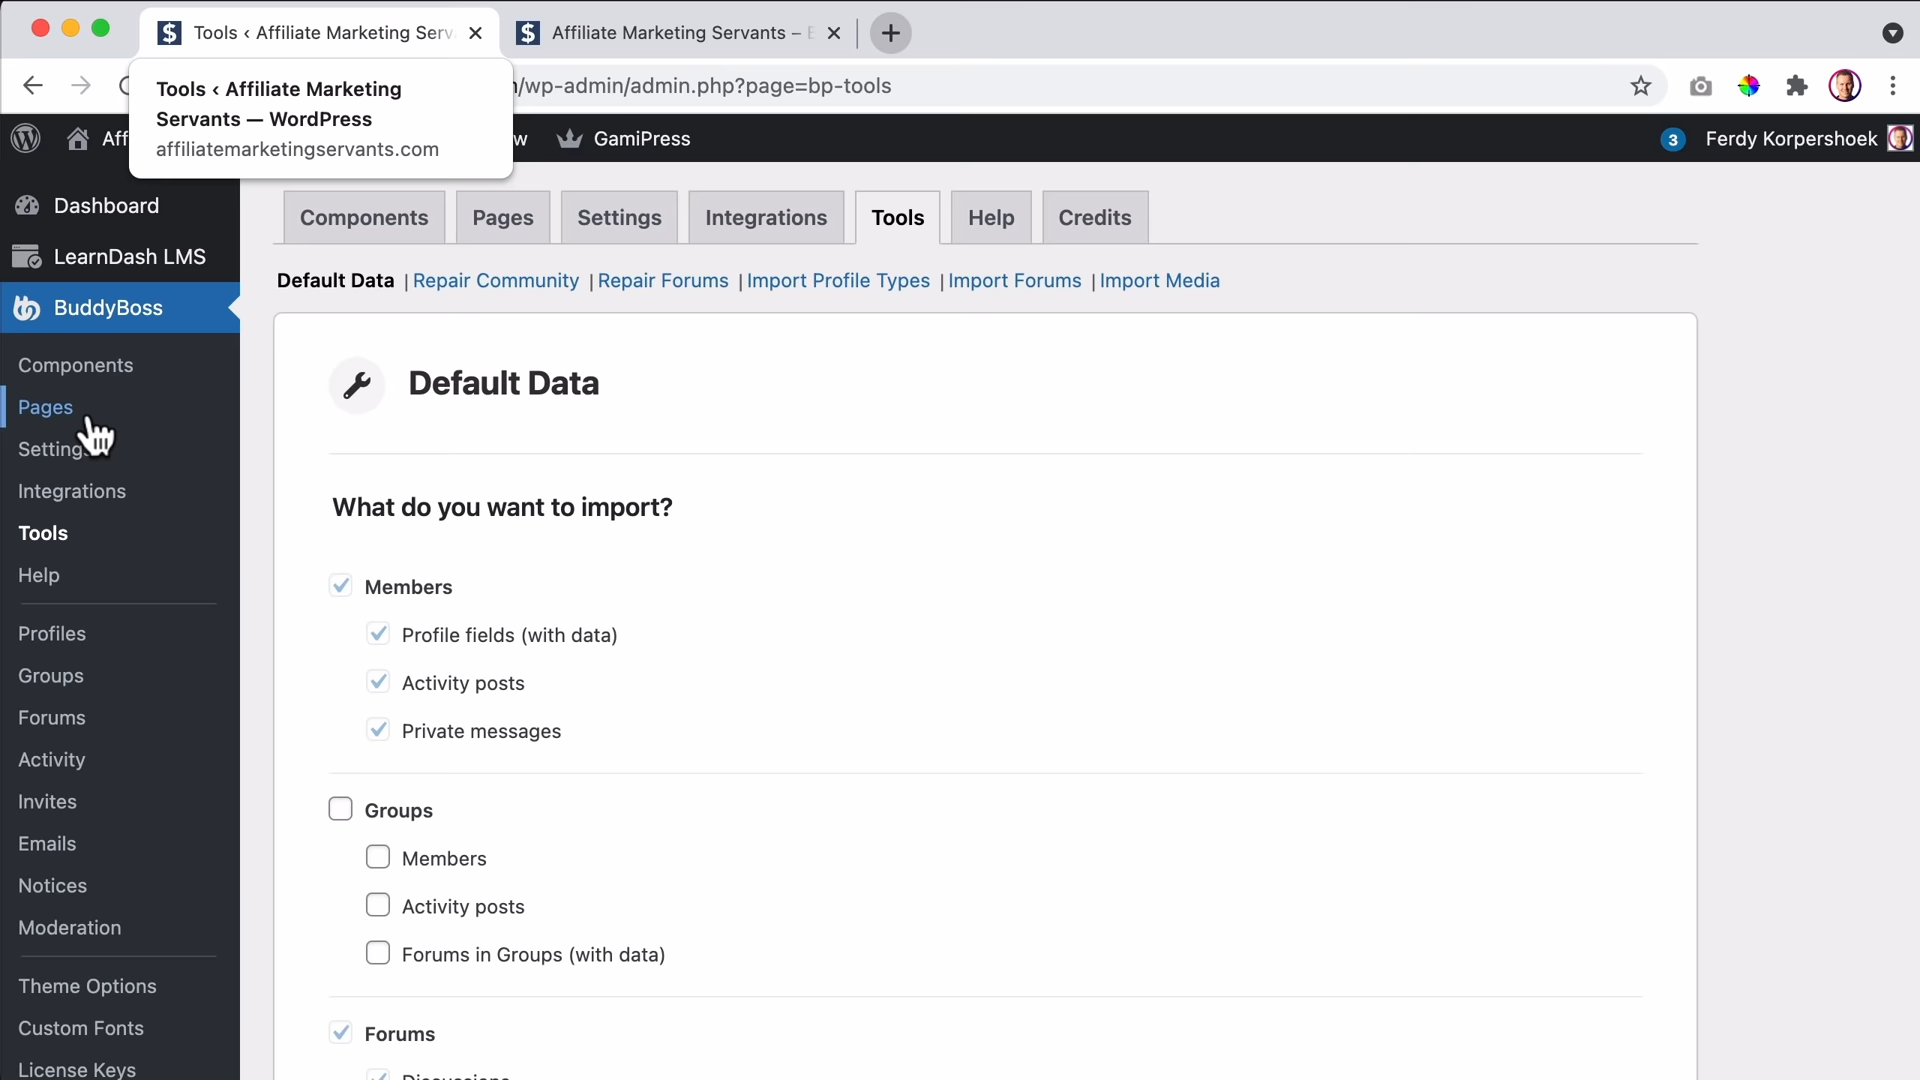 Tools ‹ Affiliate Marketing Serv
Affiliate Marketing Servants –
Tools ‹ Affiliate Marketing
Servants — WordPress
affiliatemarketingservants.com
/wp-admin/admin.php?page=bp-tools
Aff
w
GamiPress
3
Ferdy Korpershoek
Dashboard
LearnDash LMS
BuddyBoss
Components
Pages
Settings
Integrations
Tools
Help
Profiles
Groups
Forums
Activity
Invites
Emails
Notices
Moderation
Theme Options
Custom Fonts
License Keys
Components
Pages
Settings
Integrations
Tools
Help
Credits
Default Data | Repair Community | Repair Forums | Import Profile Types | Import Forums | Import Media
Default Data
What do you want to import?
Members
Profile fields (with data)
Activity posts
Private messages
Groups
Members
Activity posts
Forums in Groups (with data)
Forums
Discussions